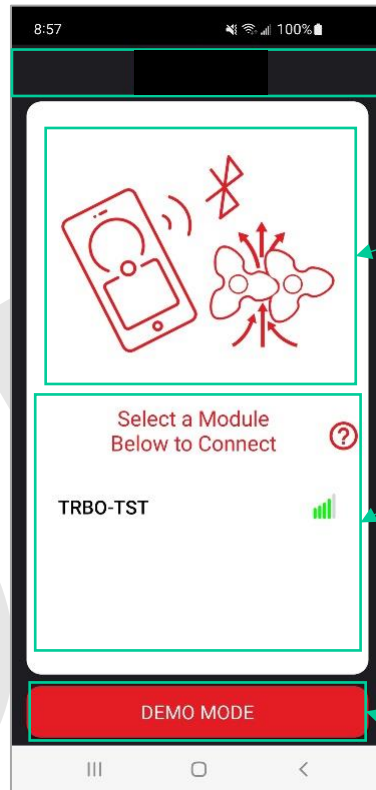 8:57
100%
Select a Module
Below to Connect
?
TRBO-TST
DEMO MODE